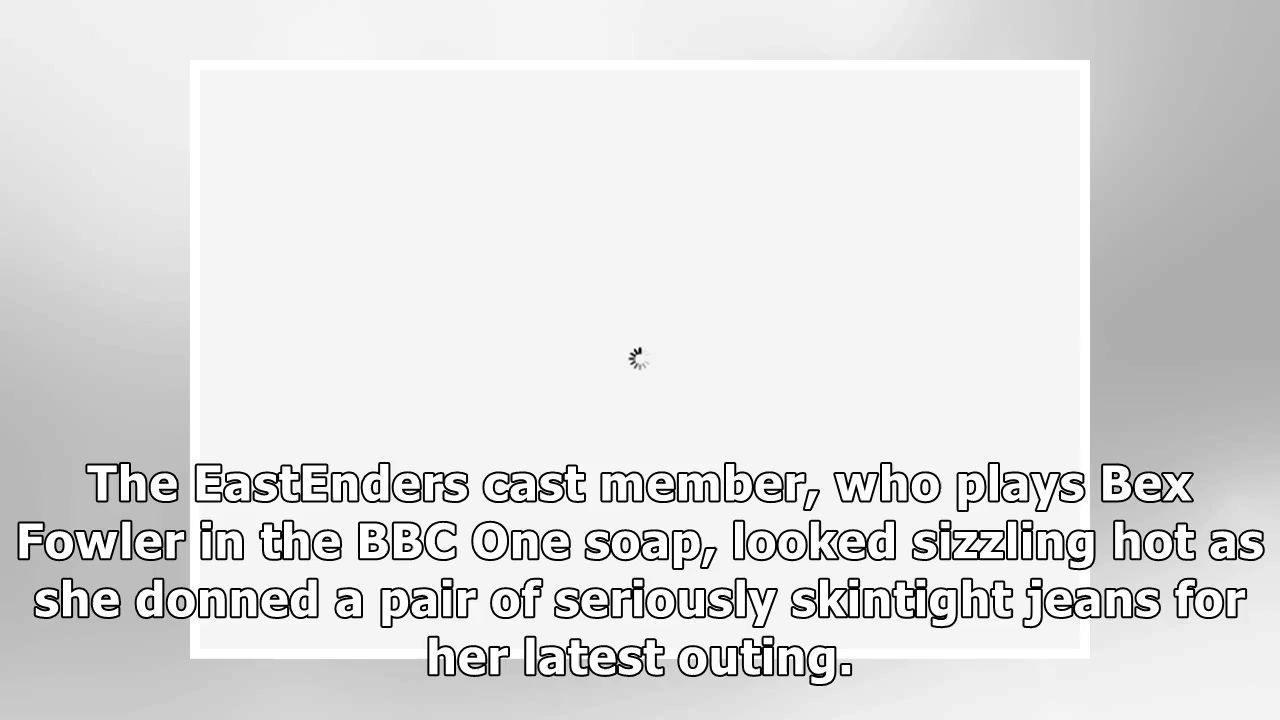 The EastEnders cast member, who plays Bex
Fowler in the BBC One soap, looked sizzling hot as
she donned a pair of seriously skintight jeans for
her latest outing.